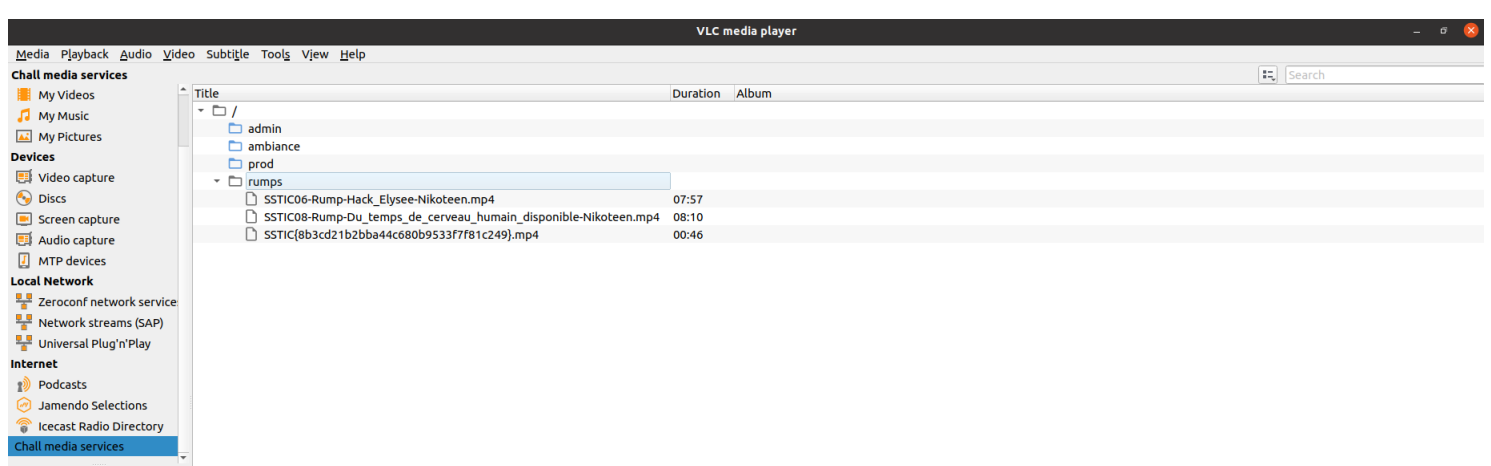 VLC media player
Media Playback Audio Video Subtitle Tools View Help
Chall media services
Search
My Videos
My Music
My Pictures
Devices
Video capture
Discs
Screen capture
Audio capture
MTP devices
Local Network
Zeroconf network service
Network streams (SAP)
Universal Plug'n'Play
Internet
Podcasts
Jamendo Selections
Icecast Radio Directory
Chall media services
Title Duration Album
/
admin
ambiance
prod
rumps
SSTIC06-Rump-Hack_Elysee-Nikoteen.mp4 07:57
SSTIC08-Rump-Du_temps_de_cerveau_humain_disponible-Nikoteen.mp4 08:10
SSTIC{8b3cd21b2bba44c680b9533f7f81c249}.mp4 00:46